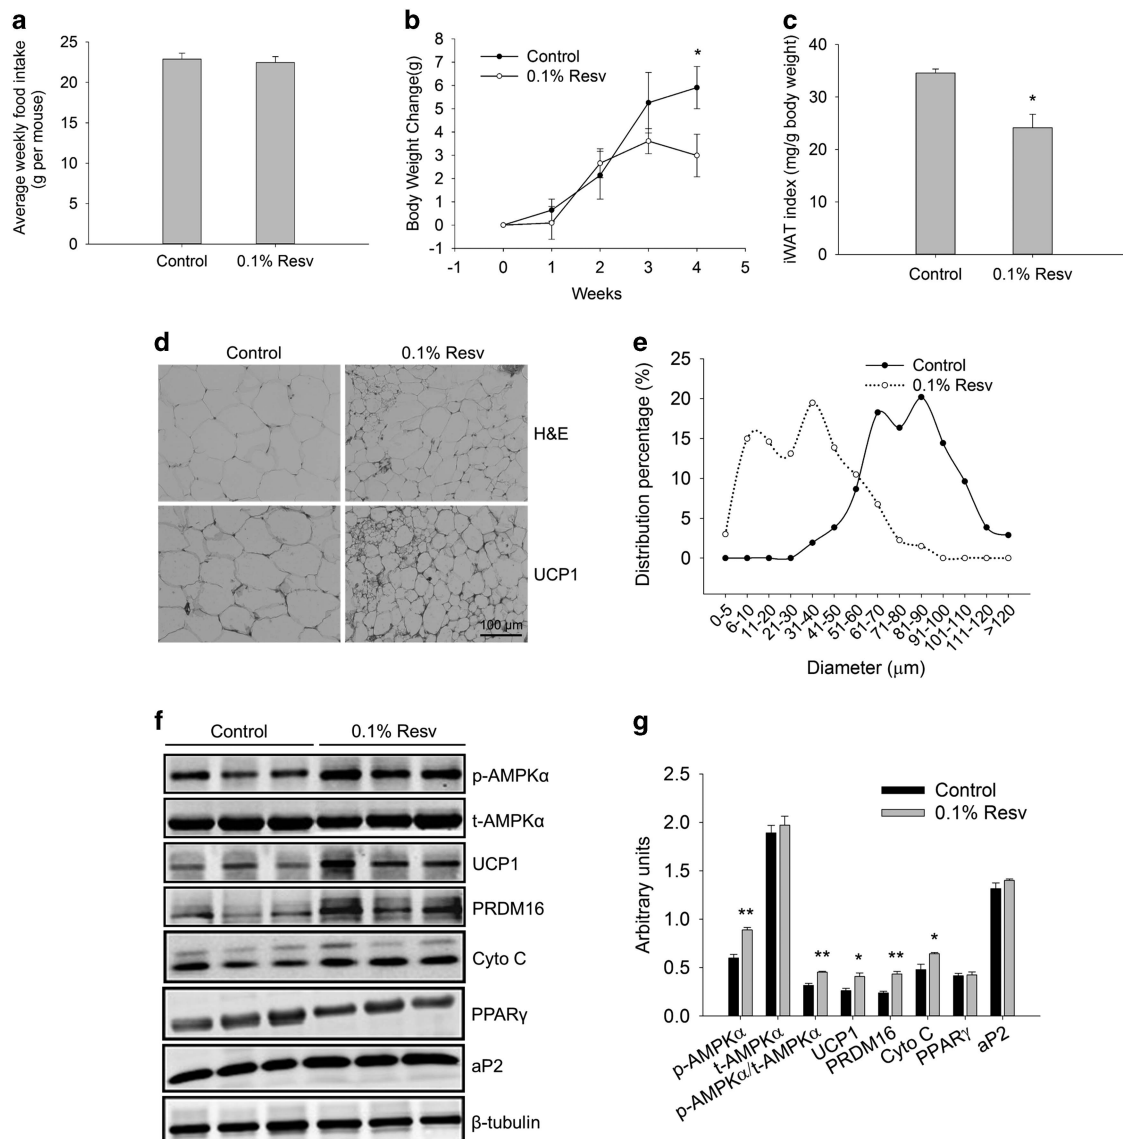 a
Average weekly food intake
(g per mouse)
25
20
15
10
5
0
Control
0.1% Resv
b
Body Weight Change(g)
8
7
6
5
4
3
2
1
0
-1
Control
0.1% Resv
*
-1
0
1
2
3
4
5
Weeks
c
iWAT index (mg/g body weight)
40
30
20
10
0
*
Control
0.1% Resv
d
Control
0.1% Resv
H&E
UCP1
100 µm
e
Distribution percentage (%)
25
20
15
10
5
0
Control
0.1% Resv
0-5
6-10
11-20
21-30
31-40
41-50
51-60
61-70
71-80
81-90
91-100
101-110
111-120
>120
Diameter (µm)
f
Control
0.1% Resv
p-AMPKα
t-AMPKα
UCP1
PRDM16
Cyto C
PPARγ
aP2
β-tubulin
g
Arbitrary units
2.5
2.0
1.5
1.0
0.5
0.0
Control
0.1% Resv
**
**
*
**
*
p-AMPKα
t-AMPKα
p-AMPKα/t-AMPKα
UCP1
PRDM16
Cyto C
PPARγ
aP2